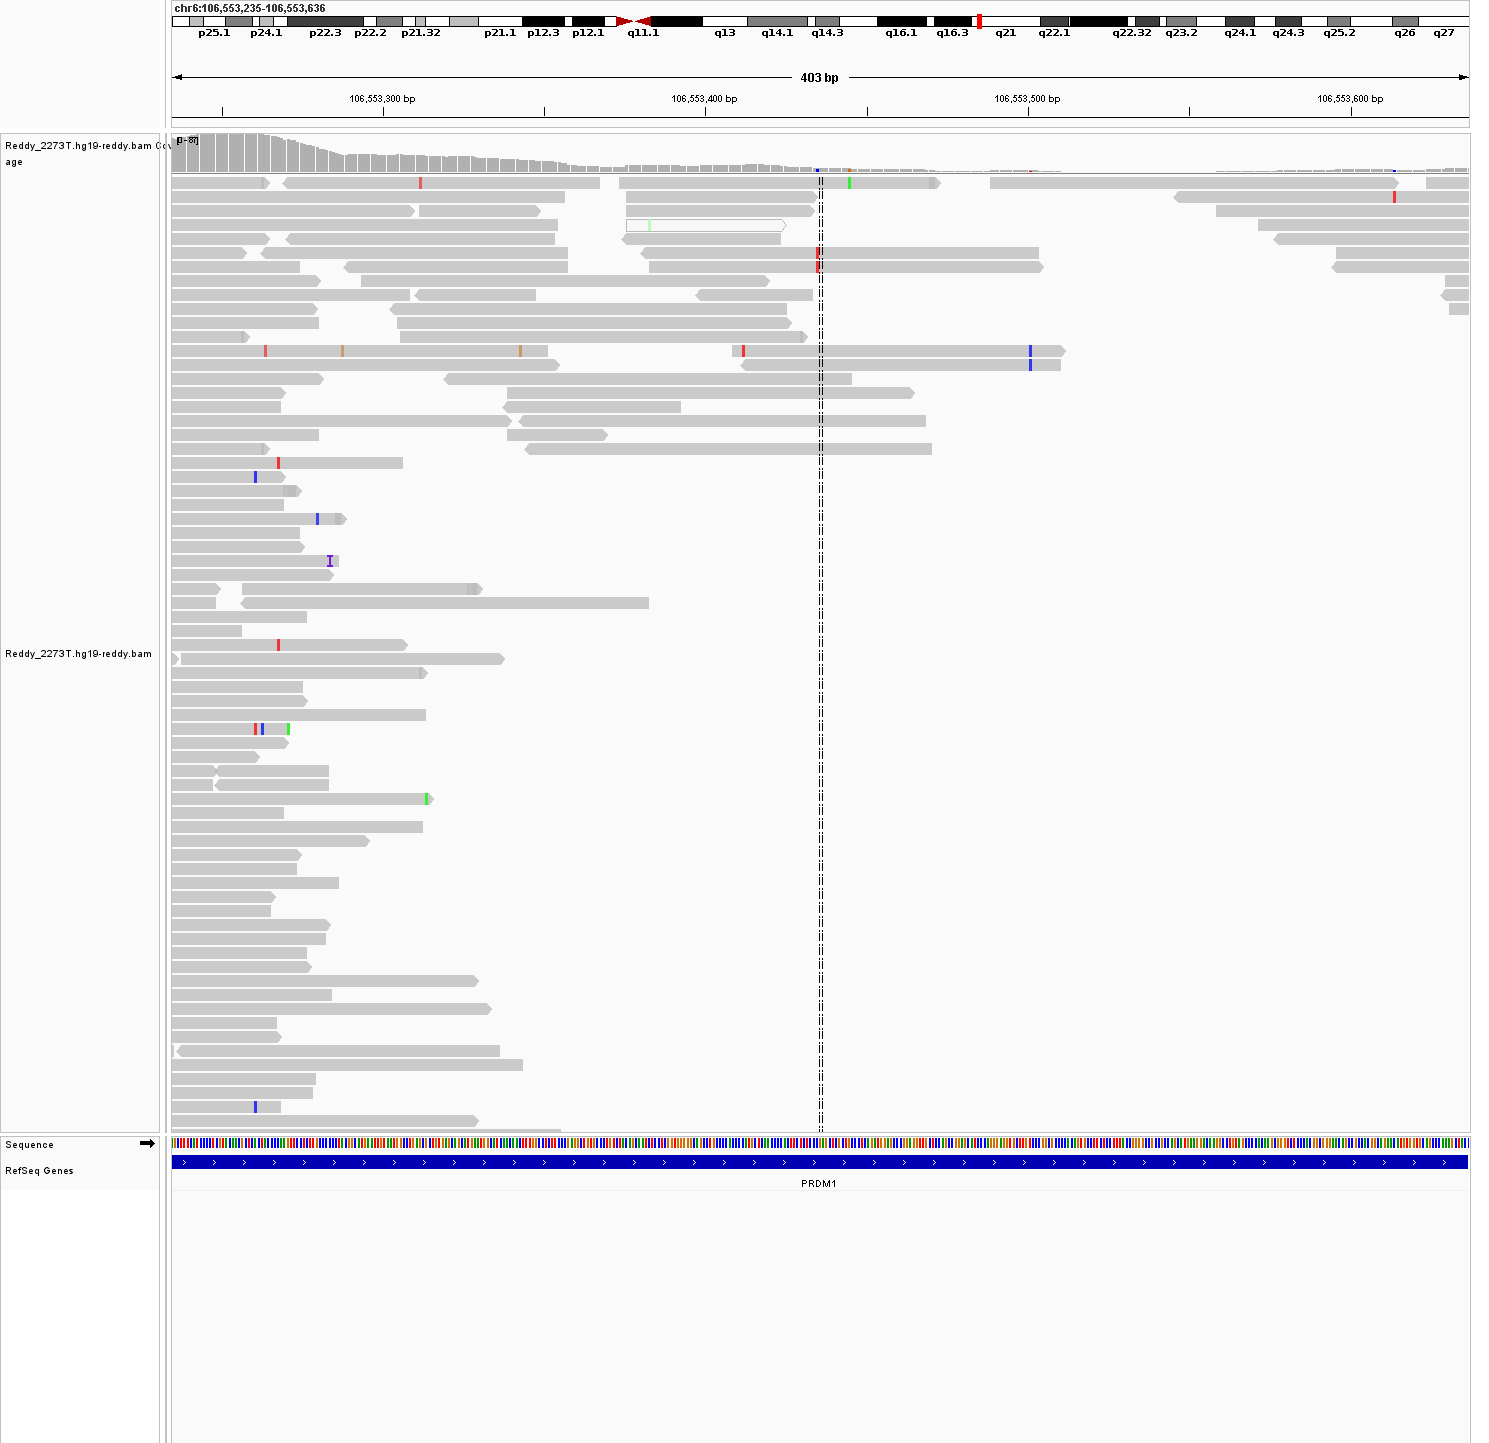 chr6:106,553,235-106,553,636
p25.1 p24.1 p22.3 p22.2 p21.32 p21.1 p12.3 p12.1 q11.1 q13 q14.1 q14.3 q16.1 q16.3 q21 q22.1 q22.32 q23.2 q24.1 q24.3 q25.2 q26 q27
403 bp
106,553,300 bp 106,553,400 bp 106,553,500 bp 106,553,600 bp
[0 - 87]
Reddy_2273T.hg19-reddy.bam Cov
age
Reddy_2273T.hg19-reddy.bam
Sequence
RefSeq Genes
PRDM1